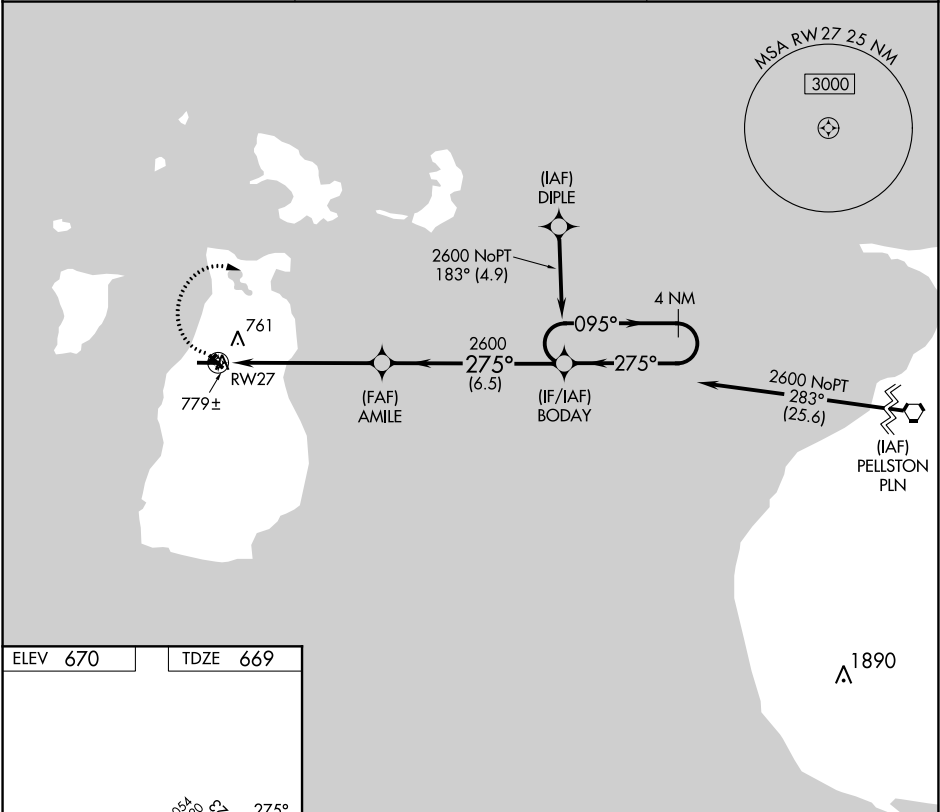 MSA RW27 25 NM
3000
(IAF)
DIPLE
2600 NoPT
183° (4.9)
4 NM
095°
761
2600
275°
(6.5)
275°
RW27
779±
(FAF)
AMILE
(IF/IAF)
BODAY
2600 NoPT
283°
(25.6)
(IAF)
PELLSTON
PLN
1890
ELEV 670
TDZE 669
275°